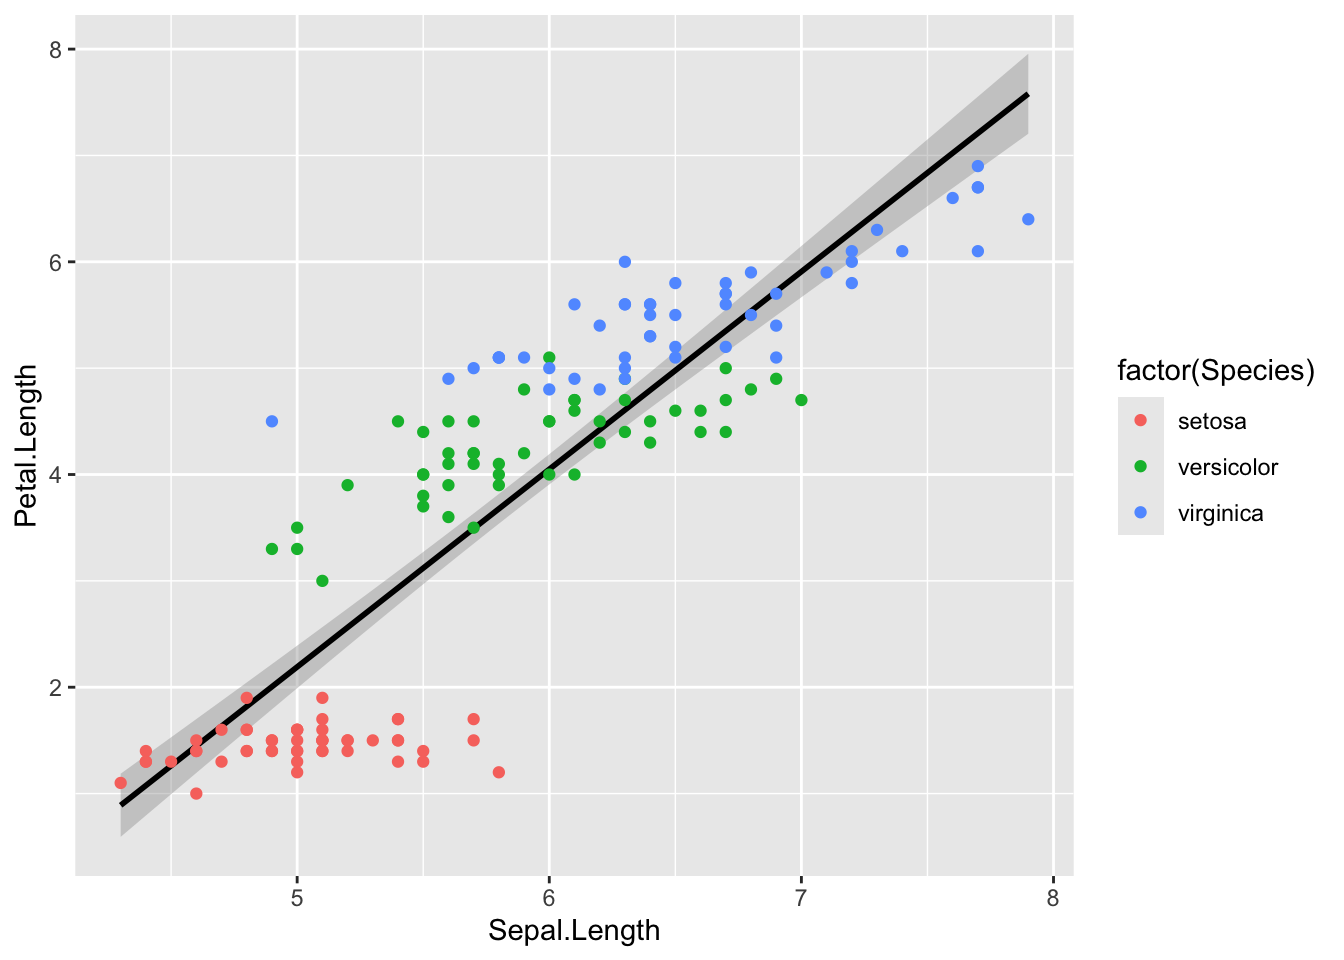 8
6
4
2
Petal.Length
5 6 7 8
Sepal.Length
factor(Species)
setosa
versicolor
virginica